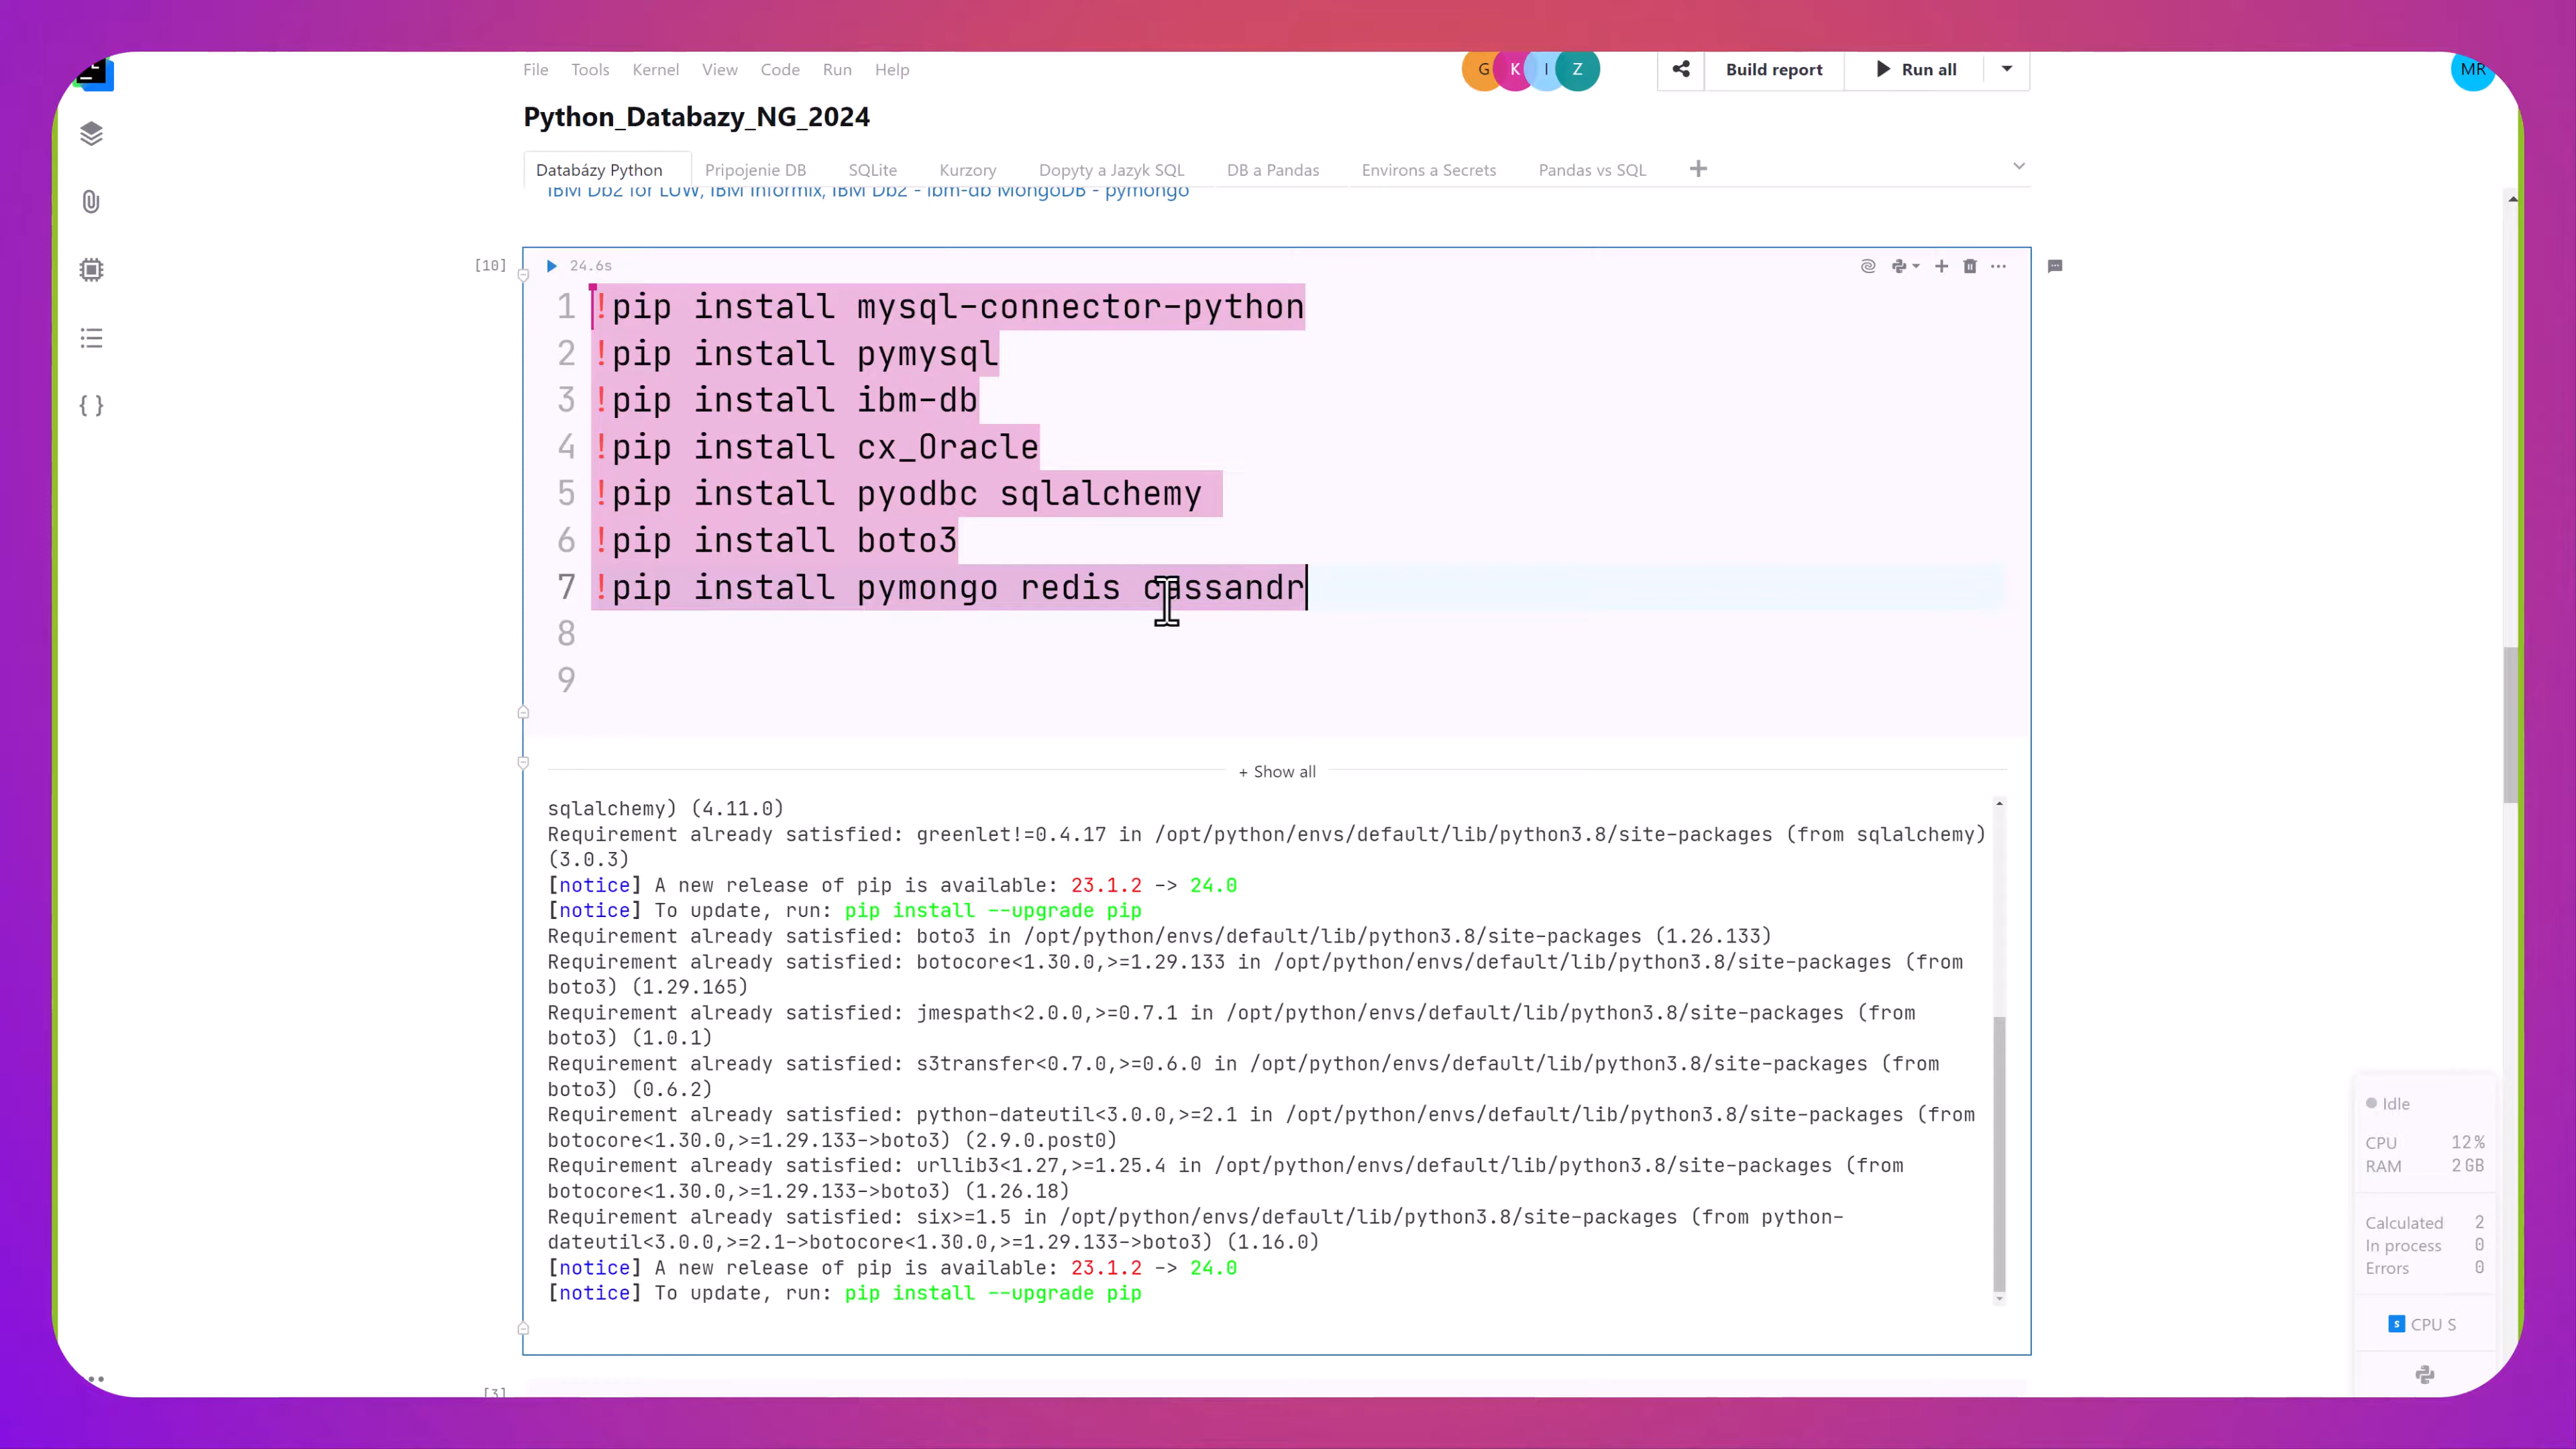 File Tools Kernel View Code Run Help
G K I Z
Build report
Run all
MR
Python_Databazy_NG_2024
Databázy Python Pripojenie DB SQLite Kurzory Dopyty a Jazyk SQL DB a Pandas Environs a Secrets Pandas vs SQL
IBM Db2 for LUW, IBM Informix, IBM Db2 - ibm-db MongoDB - pymongo
[10] 24.6s
1 !pip install mysql-connector-python
2 !pip install pymysql
3 !pip install ibm-db
4 !pip install cx_Oracle
5 !pip install pyodbc sqlalchemy
6 !pip install boto3
7 !pip install pymongo redis cassandr
8
9
+ Show all
sqlalchemy) (4.11.0)
Requirement already satisfied: greenlet!=0.4.17 in /opt/python/envs/default/lib/python3.8/site-packages (from sqlalchemy)
(3.0.3)
[notice] A new release of pip is available: 23.1.2 -> 24.0
[notice] To update, run: pip install --upgrade pip
Requirement already satisfied: boto3 in /opt/python/envs/default/lib/python3.8/site-packages (1.26.133)
Requirement already satisfied: botocore<1.30.0,>=1.29.133 in /opt/python/envs/default/lib/python3.8/site-packages (from
boto3) (1.29.165)
Requirement already satisfied: jmespath<2.0.0,>=0.7.1 in /opt/python/envs/default/lib/python3.8/site-packages (from
boto3) (1.0.1)
Requirement already satisfied: s3transfer<0.7.0,>=0.6.0 in /opt/python/envs/default/lib/python3.8/site-packages (from
boto3) (0.6.2)
Requirement already satisfied: python-dateutil<3.0.0,>=2.1 in /opt/python/envs/default/lib/python3.8/site-packages (from
botocore<1.30.0,>=1.29.133->boto3) (2.9.0.post0)
Requirement already satisfied: urllib3<1.27,>=1.25.4 in /opt/python/envs/default/lib/python3.8/site-packages (from
botocore<1.30.0,>=1.29.133->boto3) (1.26.18)
Requirement already satisfied: six>=1.5 in /opt/python/envs/default/lib/python3.8/site-packages (from python-
dateutil<3.0.0,>=2.1->botocore<1.30.0,>=1.29.133->boto3) (1.16.0)
[notice] A new release of pip is available: 23.1.2 -> 24.0
[notice] To update, run: pip install --upgrade pip
[3]
Idle
CPU 12%
RAM 2 GB
Calculated 2
In process 0
Errors 0
s CPU S